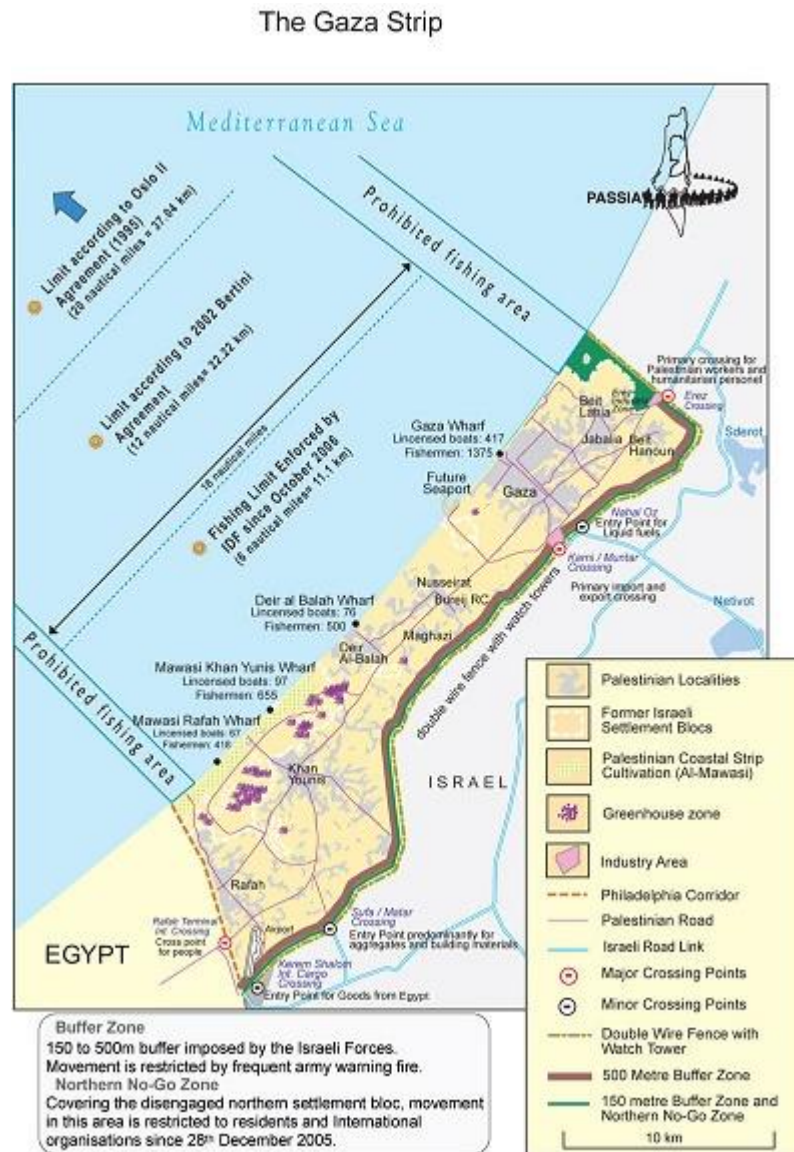 The Gaza Strip
Mediterranean Sea
PASSIA
Limit according to Oslo II
Agreement (1995)
(20 nautical miles = 37.04 km)
Limit according to 2002 Bertini
Agreement
(12 nautical miles= 22.22 km)
18 nautical miles
Fishing Limit Enforced by
IDF since October 2006
(6 nautical miles= 11.1 km)
Prohibited fishing area
Prohibited fishing area
Primary crossing for
Palestinian workers and
humanitarian personel
Erez
Crossing
Beit
Lahia
Erez
Industrial
Zone
Jabalia
Beit
Hanoun
Sderot
Gaza Wharf
Lincensed boats: 417
Fishermen: 1375
Future
Seaport
Gaza
Nahal Oz
Entry Point for
Liquid fuels
Karni / Muntar
Crossing
Primary import and
export crossing
Netivot
Nusseirat
Bureij RC
Maghazi
Deir al Balah Wharf
Lincensed boats: 76
Fishermen: 500
Deir
Al-Balah
double wire fence with watch towers
Mawasi Khan Yunis Wharf
Lincensed boats: 97
Fishermen: 655
Mawasi Rafah Wharf
Lincensed boats: 67
Fishermen: 418
Khan
Younis
ISRAEL
Rafah
Sufa / Matar
Crossing
Entry Point predominantly for
aggregates and building materials
Rafah Terminal
Int. Crossing
Cross point
for people
Airport
EGYPT
Kerem Shalom
Int. Cargo
Crossing
Entry Point for Goods from Egypt
Palestinian Localities
Former Israeli
Settlement Blocs
Palestinian Coastal Strip
Cultivation (Al-Mawasi)
Greenhouse zone
Industry Area
Philadelphia Corridor
Palestinian Road
Israeli Road Link
Major Crossing Points
Minor Crossing Points
Double Wire Fence with
Watch Tower
500 Metre Buffer Zone
150 metre Buffer Zone and
Northern No-Go Zone
10 km
Buffer Zone
150 to 500m buffer imposed by the Israeli Forces.
Movement is restricted by frequent army warning fire.
Northern No-Go Zone
Covering the disengaged northern settlement bloc, movement
in this area is restricted to residents and International
organisations since 28th December 2005.